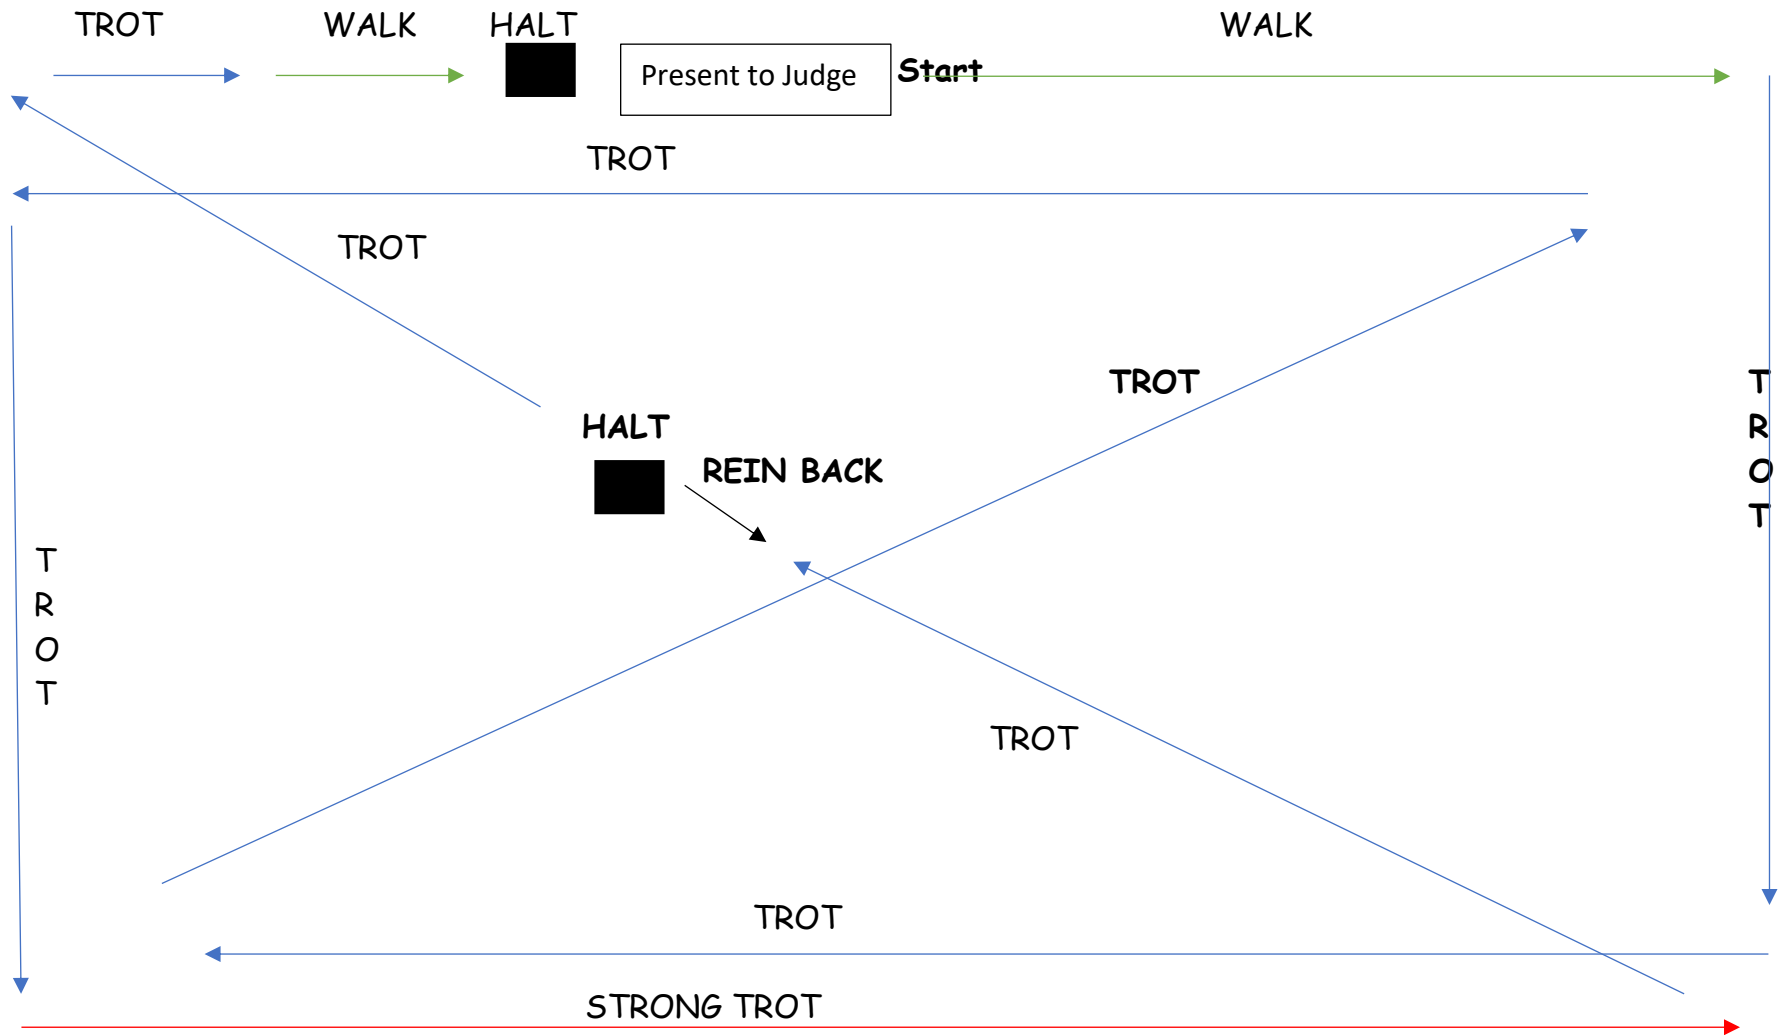 TROT WALK HALT WALK
Present to Judge Start
TROT
TROT
TROT
T
R
O
T
HALT
REIN BACK
T
R
O
T
TROT
TROT
STRONG TROT